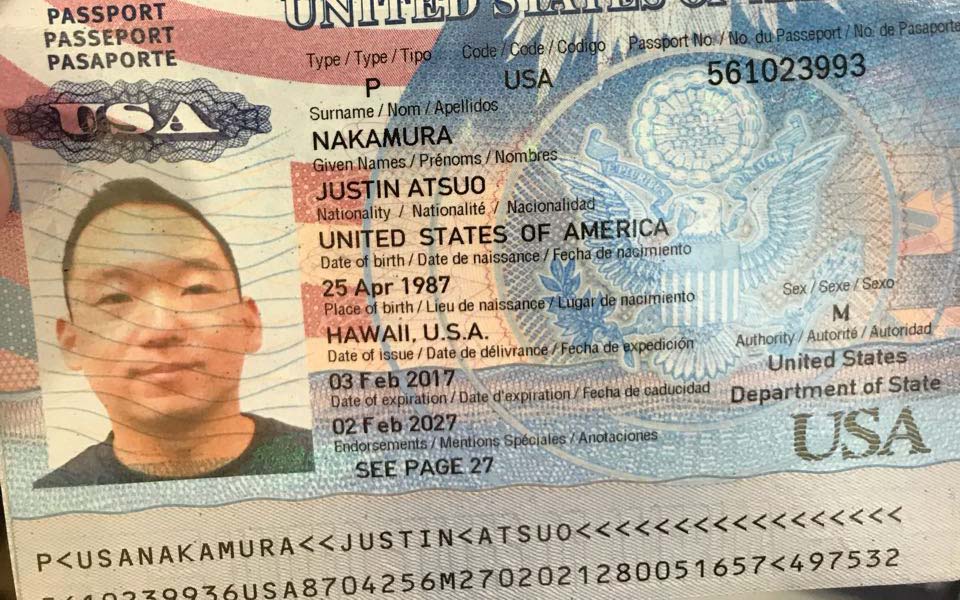 PASSPORT
PASSEPORT
PASAPORTE
UNITED STATES OF
USA
Type / Type / Tipo
Code / Code / Codigo
Passport No. / No. du Passeport / No. de Pasaporte
P
USA
561023993
Surname / Nom / Apellidos
NAKAMURA
Given Names / Prénoms / Nombres
JUSTIN ATSUO
Nationality / Nationalité / Nacionalidad
UNITED STATES OF AMERICA
Date of birth / Date de naissance / Fecha de nacimiento
25 Apr 1987
Place of birth / Lieu de naissance / Lugar de nacimiento
Sex / Sexe / Sexo
HAWAII, U.S.A.
M
Date of issue / Date de délivrance / Fecha de expedición
Authority / Autorité / Autoridad
03 Feb 2017
United States
Date of expiration / Date d'expiration / Fecha de caducidad
Department of State
02 Feb 2027
Endorsements / Mentions Spéciales / Anotaciones
USA
SEE PAGE 27
P<USANAKAMURA<<JUSTIN<ATSUO<<<<<<<<<<<<<<<<<
5610239936USA8704256M2702021280051657<497532